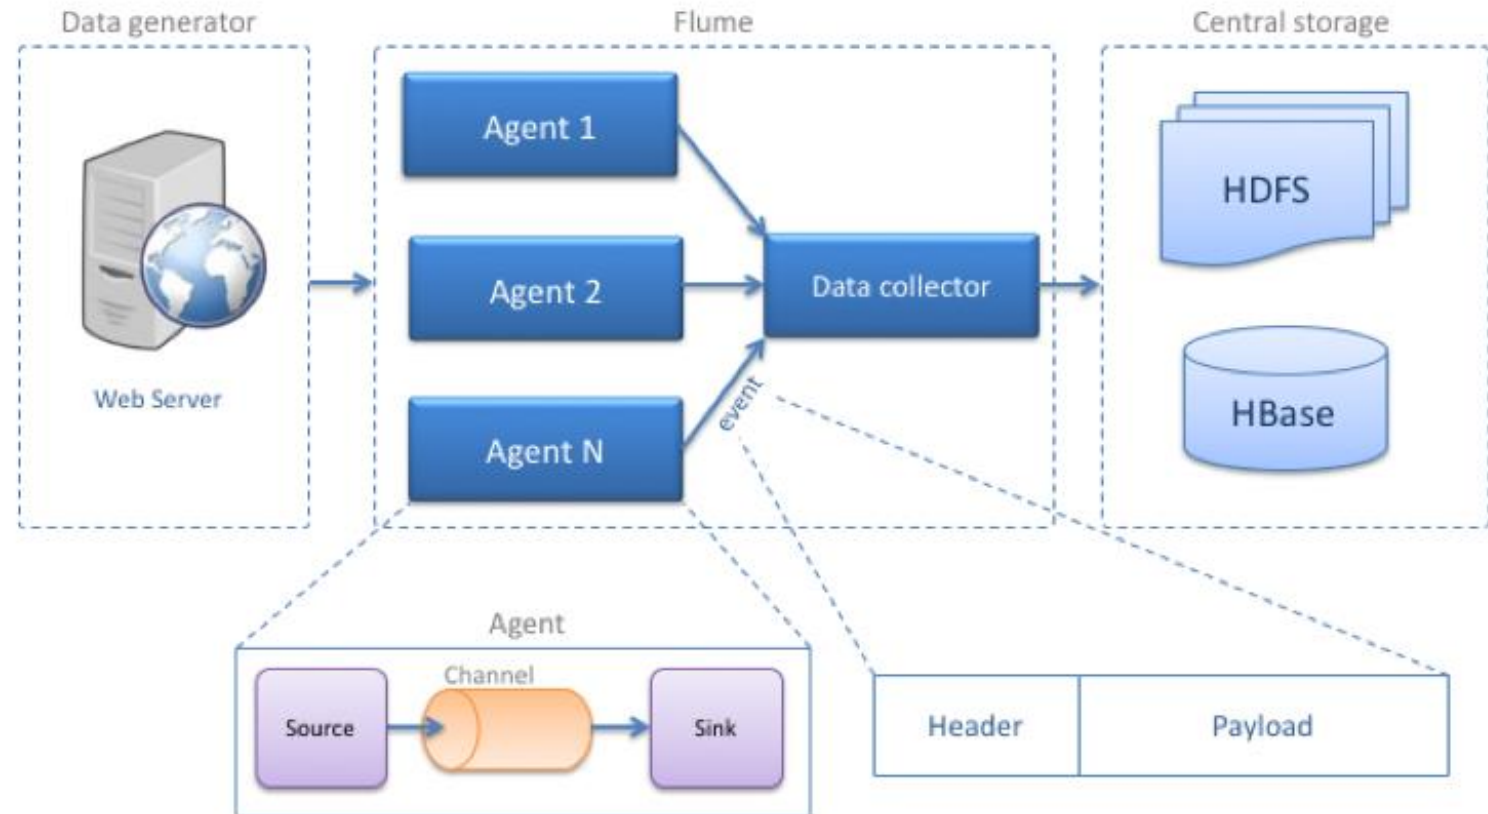 Data generator
Flume
Central storage
Agent 1
Agent 2
Agent N
Data collector
event
Web Server
HDFS
HBase
Agent
Source
Channel
Sink
Header
Payload